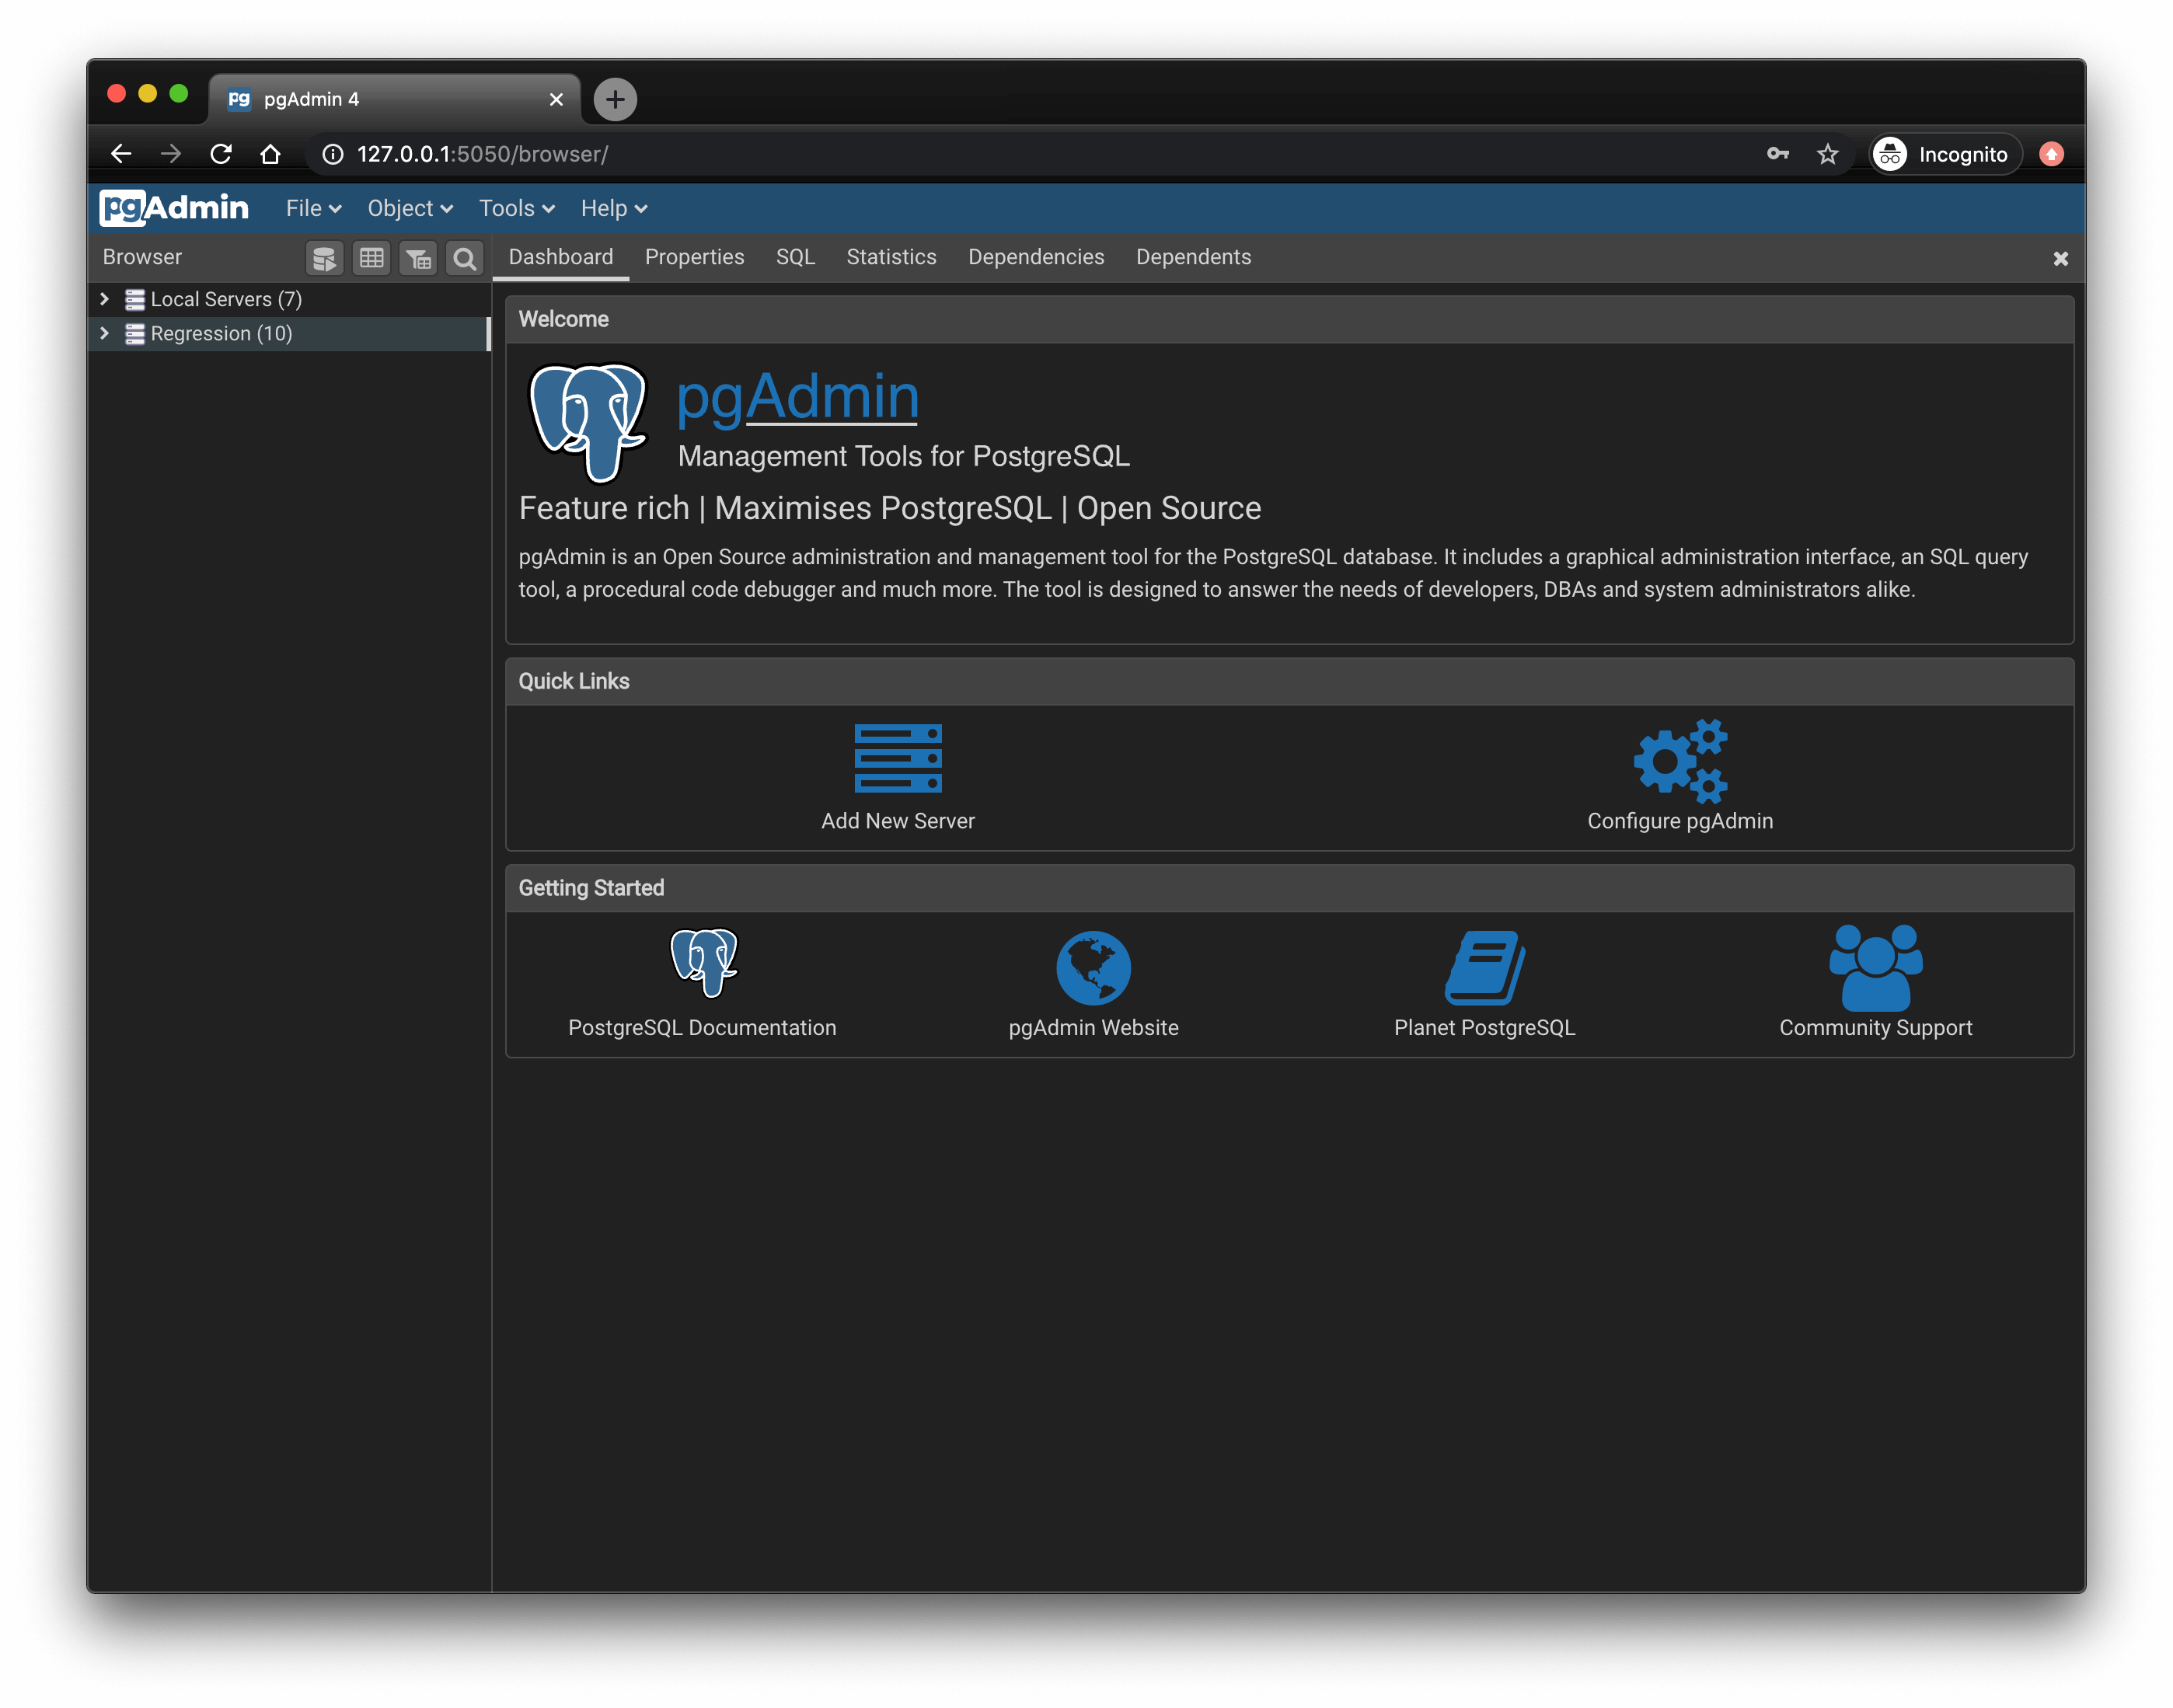 pg pgAdmin 4
127.0.0.1:5050/browser/
Incognito
pgAdmin File Object Tools Help
Browser
Dashboard Properties SQL Statistics Dependencies Dependents
Local Servers (7)
Regression (10)
Welcome
pgAdmin
Management Tools for PostgreSQL
Feature rich | Maximises PostgreSQL | Open Source
pgAdmin is an Open Source administration and management tool for the PostgreSQL database. It includes a graphical administration interface, an SQL query
tool, a procedural code debugger and much more. The tool is designed to answer the needs of developers, DBAs and system administrators alike.
Quick Links
Add New Server
Configure pgAdmin
Getting Started
PostgreSQL Documentation
pgAdmin Website
Planet PostgreSQL
Community Support